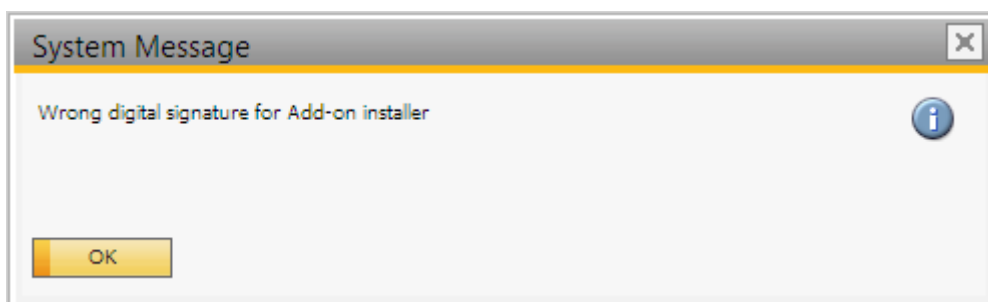 System Message
Wrong digital signature for Add-on installer
OK